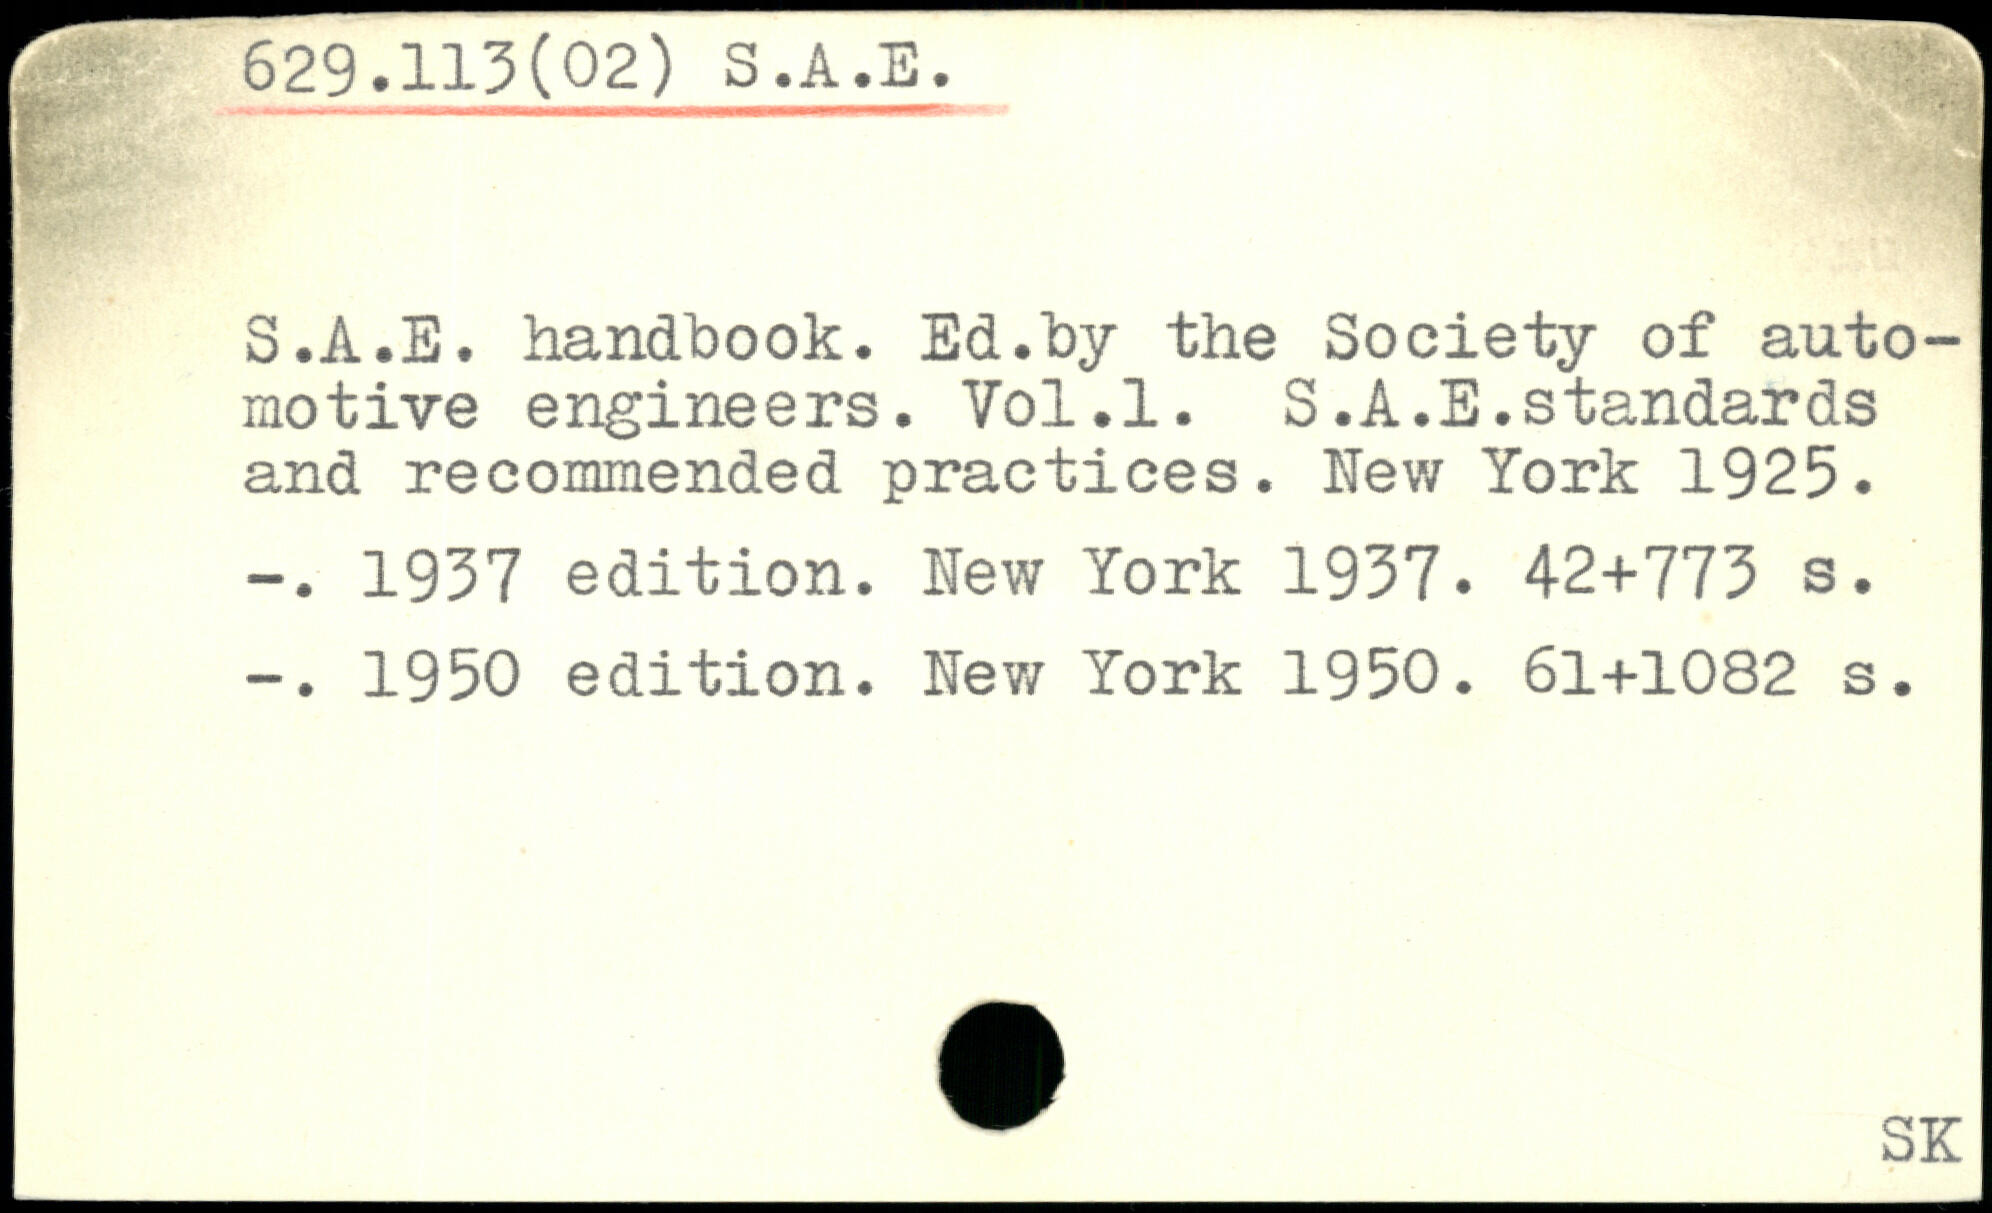 629.113(02) S.A.E.
S.A.E. handbook. Ed.by the Society of auto-
motive engineers. Vol.1.  S.A.E.standards
and recommended practices. New York 1925.
-. 1937 edition. New York 1937. 42+773 s.
-. 1950 edition. New York 1950. 61+1082 s.
SK